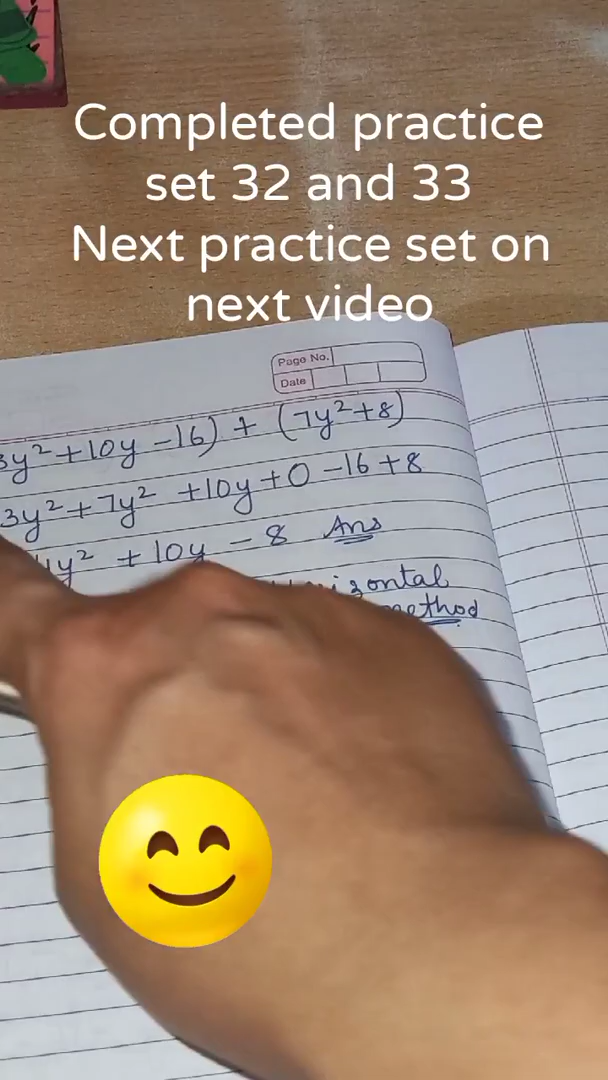 Completed practice
set 32 and 33
Next practice set on
next video
Page No.
Date
3y²+10y -16) + (7y²+8)
3y²+7y² +10y+0-16+8
y² +10y - 8 Ans
method